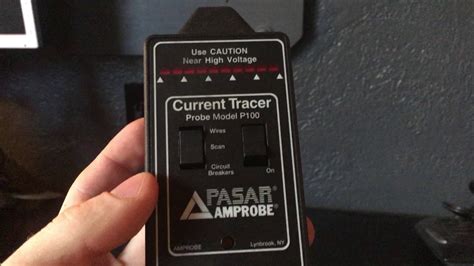 Use CAUTION
Near High Voltage
Current Tracer
Probe Model P100
Wires
Scan
Circuit
Breakers
On
PASAR
AMPROBE®
AMPROBE
Lynbrook, NY